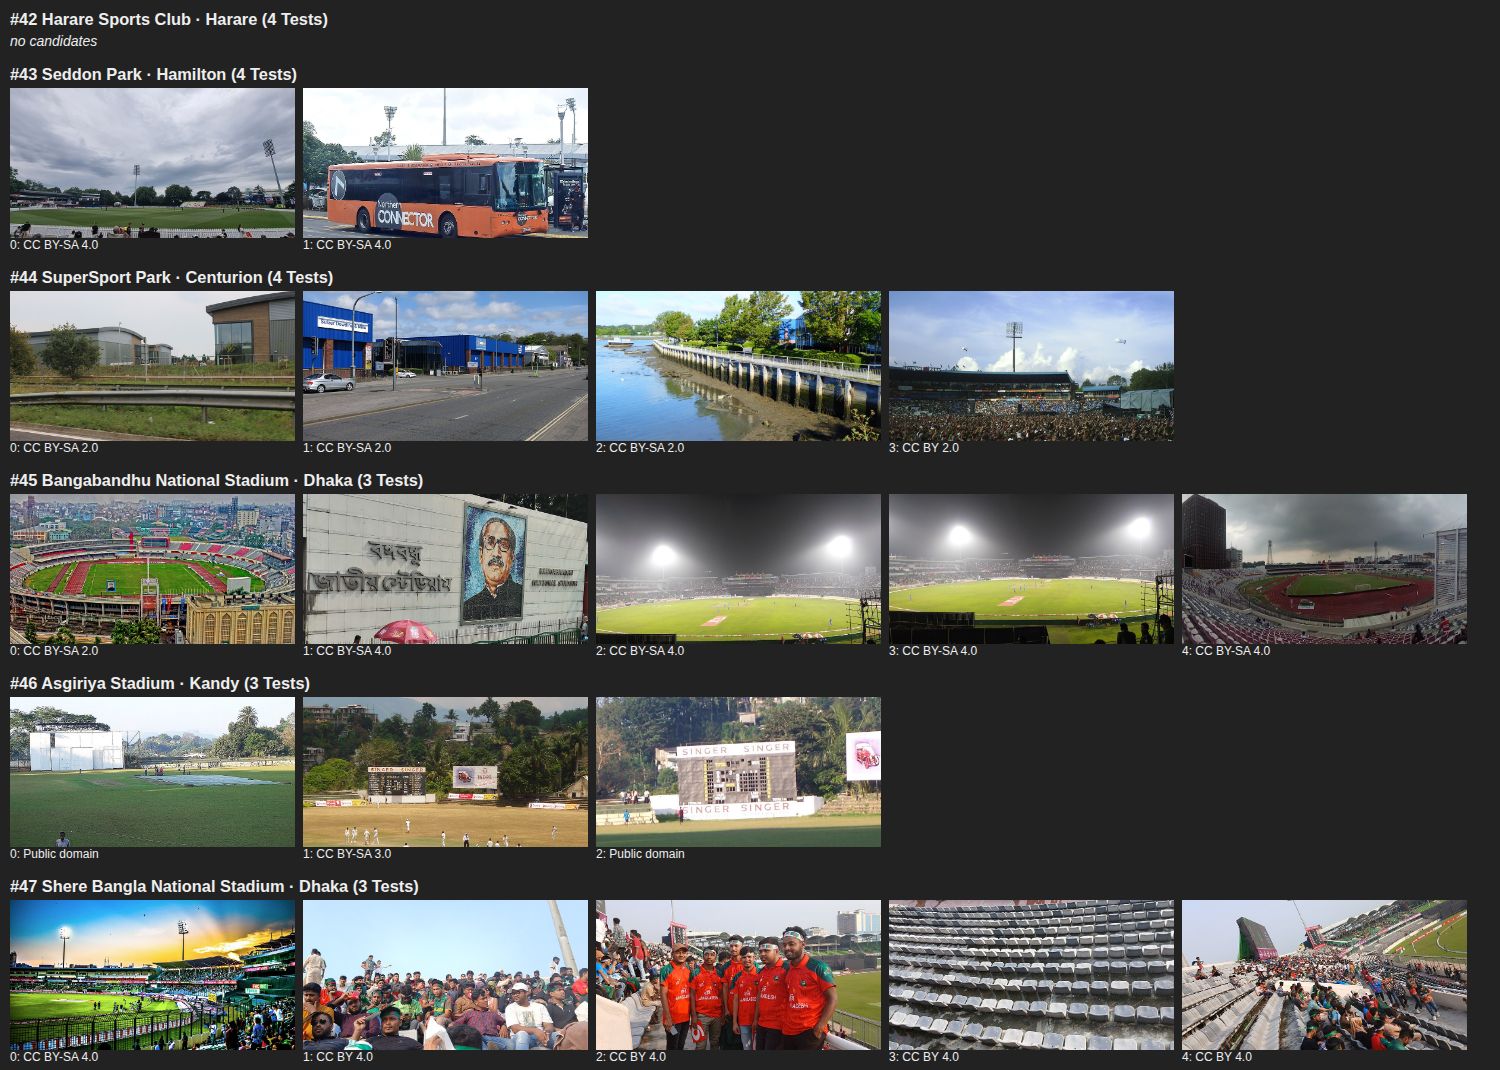 #42 Harare Sports Club · Harare (4 Tests)
no candidates
#43 Seddon Park · Hamilton (4 Tests)
Northern
CONNECTOR
0: CC BY-SA 4.0
1: CC BY-SA 4.0
#44 SuperSport Park · Centurion (4 Tests)
0: CC BY-SA 2.0
1: CC BY-SA 2.0
2: CC BY-SA 2.0
3: CC BY 2.0
#45 Bangabandhu National Stadium · Dhaka (3 Tests)
বঙ্গবন্ধু
জাতীয় স্টেডিয়াম
BANGABANDHU
NATIONAL STADIUM
0: CC BY-SA 2.0
1: CC BY-SA 4.0
2: CC BY-SA 4.0
3: CC BY-SA 4.0
4: CC BY-SA 4.0
#46 Asgiriya Stadium · Kandy (3 Tests)
SINGER SINGER
SINGER SINGER
SINGER SINGER
0: Public domain
1: CC BY-SA 3.0
2: Public domain
#47 Shere Bangla National Stadium · Dhaka (3 Tests)
0: CC BY-SA 4.0
1: CC BY 4.0
2: CC BY 4.0
3: CC BY 4.0
4: CC BY 4.0